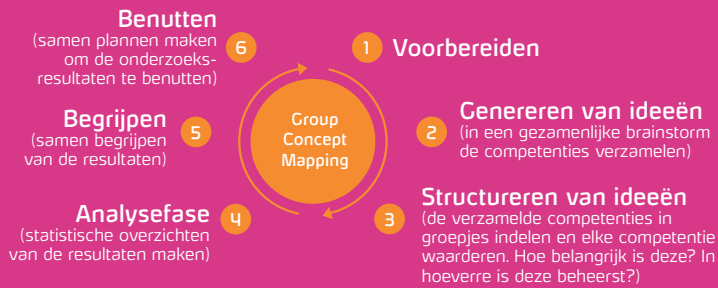 Group
Concept
Mapping
1 Voorbereiden
2 Genereren van ideeën
(in een gezamenlijke brainstorm
de competenties verzamelen)
3 Structureren van ideeën
(de verzamelde competenties in
groepjes indelen en elke competentie
waarderen. Hoe belangrijk is deze? In
hoeverre is deze beheerst?)
4 Analysefase
(statistische overzichten
van de resultaten maken)
5 Begrijpen
(samen begrijpen
van de resultaten)
6 Benutten
(samen plannen maken
om de onderzoeks-
resultaten te benutten)